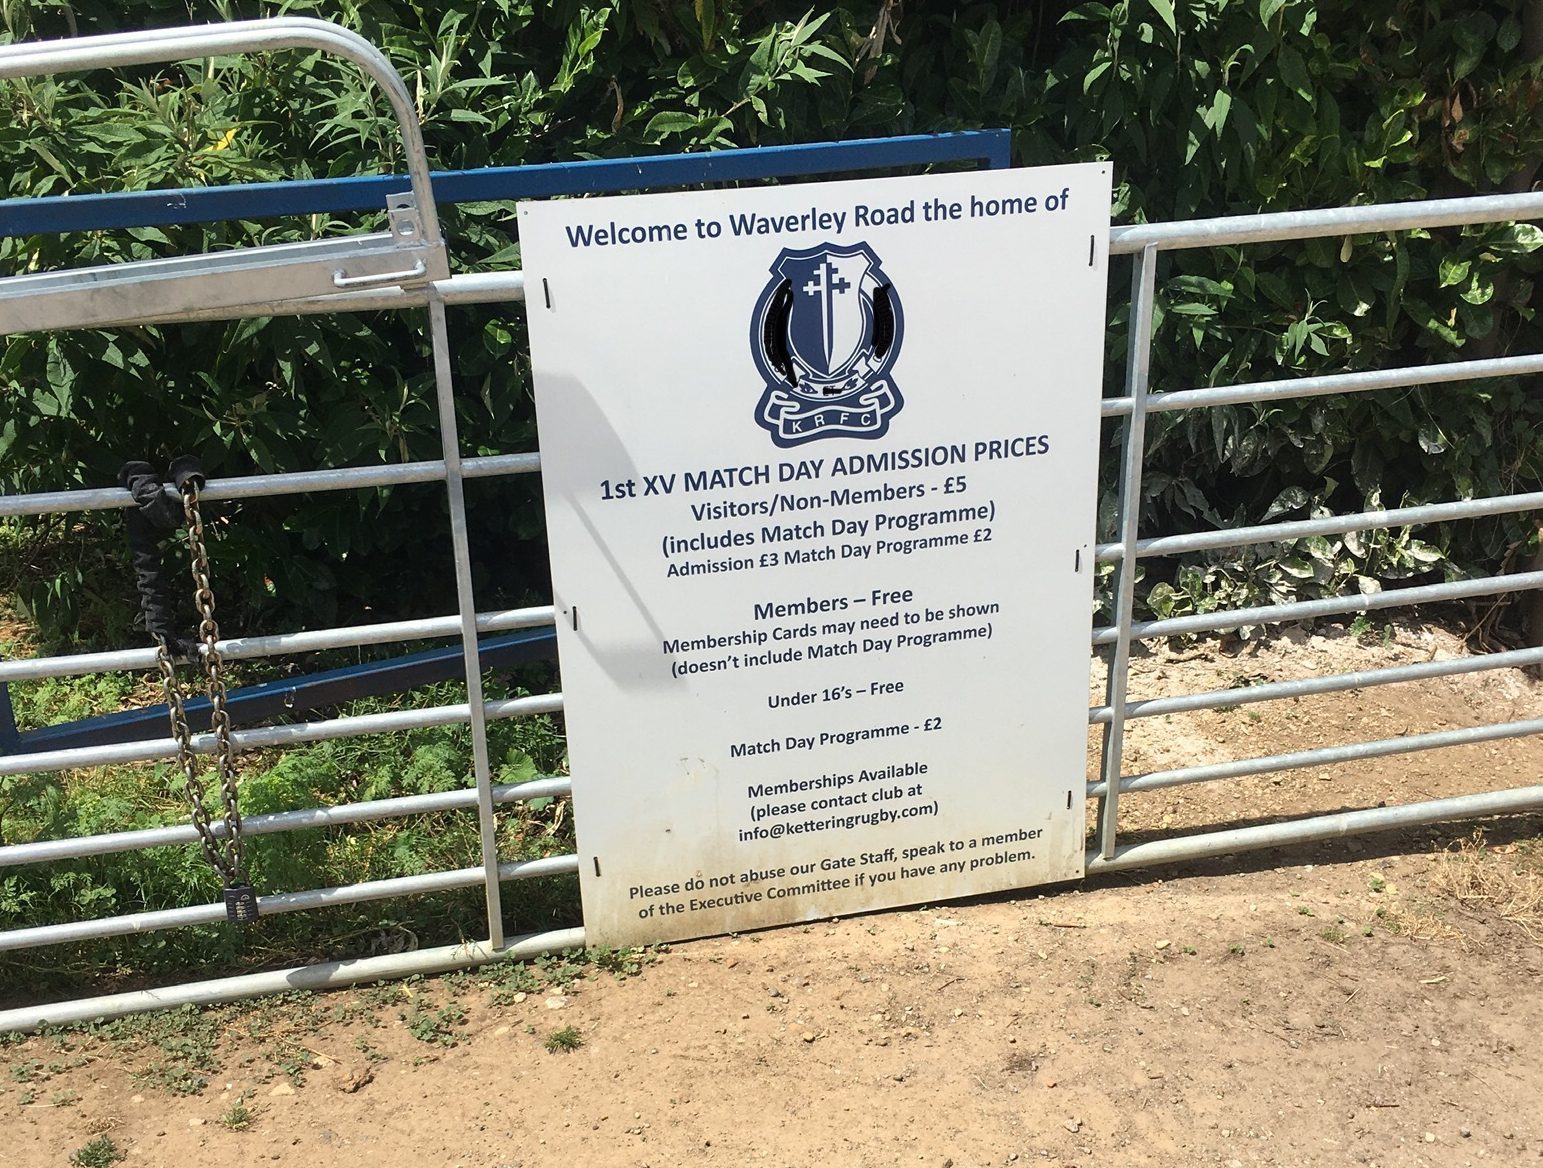 Welcome to Waverley Road the home of
KRFC
1st XV MATCH DAY ADMISSION PRICES
Visitors/Non-Members - £5
(includes Match Day Programme)
Admission £3 Match Day Programme £2
Members – Free
Membership Cards may need to be shown
(doesn't include Match Day Programme)
Under 16's – Free
Match Day Programme - £2
Memberships Available
(please contact club at
info@ketteringrugby.com)
Please do not abuse our Gate Staff, speak to a member
of the Executive Committee if you have any problem.